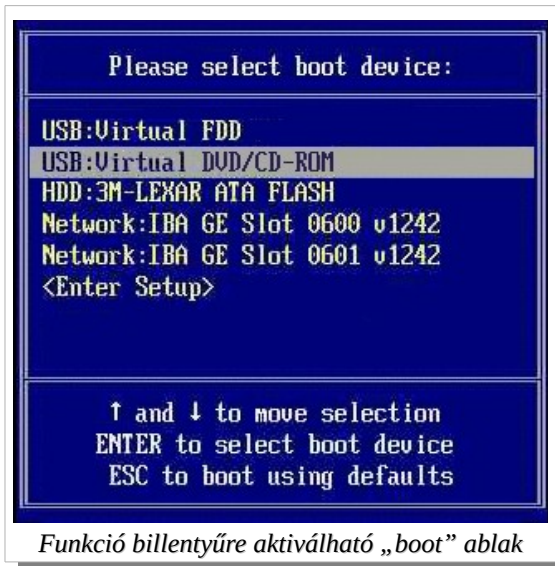 Please select boot device:
USB:Virtual FDD
USB:Virtual DVD/CD-ROM
HDD:3M-LEXAR ATA FLASH
Network:IBA GE Slot 0600 v1242
Network:IBA GE Slot 0601 v1242
<Enter Setup>
↑ and ↓ to move selection
ENTER to select boot device
ESC to boot using defaults
Funkció billentyűre aktiválható „boot” ablak